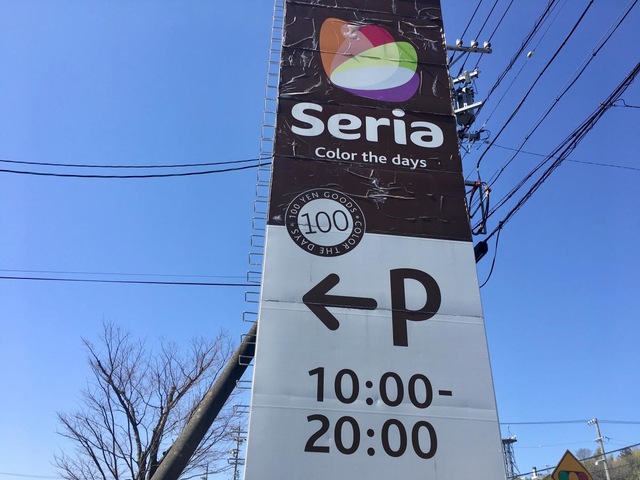 Seria
Color the days
100 YEN GOODS • COLOR THE DAYS •
100
← P
10:00-
20:00